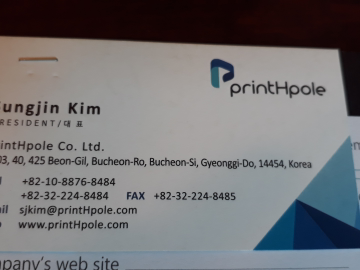 printHpole
ungjin Kim
RESIDENT/대 표
intHpole Co. Ltd.
03, 40, 425 Beon-Gil, Bucheon-Ro, Bucheon-Si, Gyeonggi-Do, 14454, Korea
+82-10-8876-8484
+82-32-224-8484 FAX +82-32-224-8485
ail sjkim@printHpole.com
www.printHpole.com
pany's web site